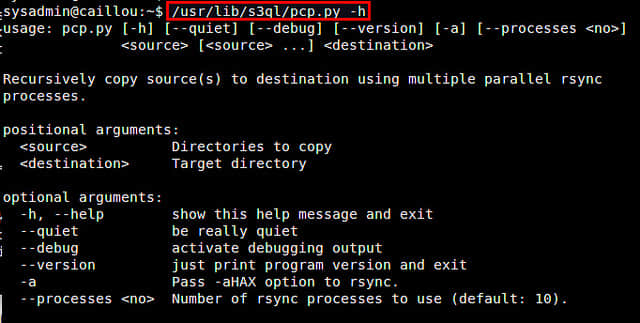 sysadmin@caillou:~$ /usr/lib/s3ql/pcp.py -h
usage: pcp.py [-h] [--quiet] [--debug] [--version] [-a] [--processes <no>]
<source> [<source> ...] <destination>
Recursively copy source(s) to destination using multiple parallel rsync
processes.
positional arguments:
<source> Directories to copy
<destination> Target directory
optional arguments:
-h, --help show this help message and exit
--quiet be really quiet
--debug activate debugging output
--version just print program version and exit
-a Pass -aHAX option to rsync.
--processes <no> Number of rsync processes to use (default: 10).